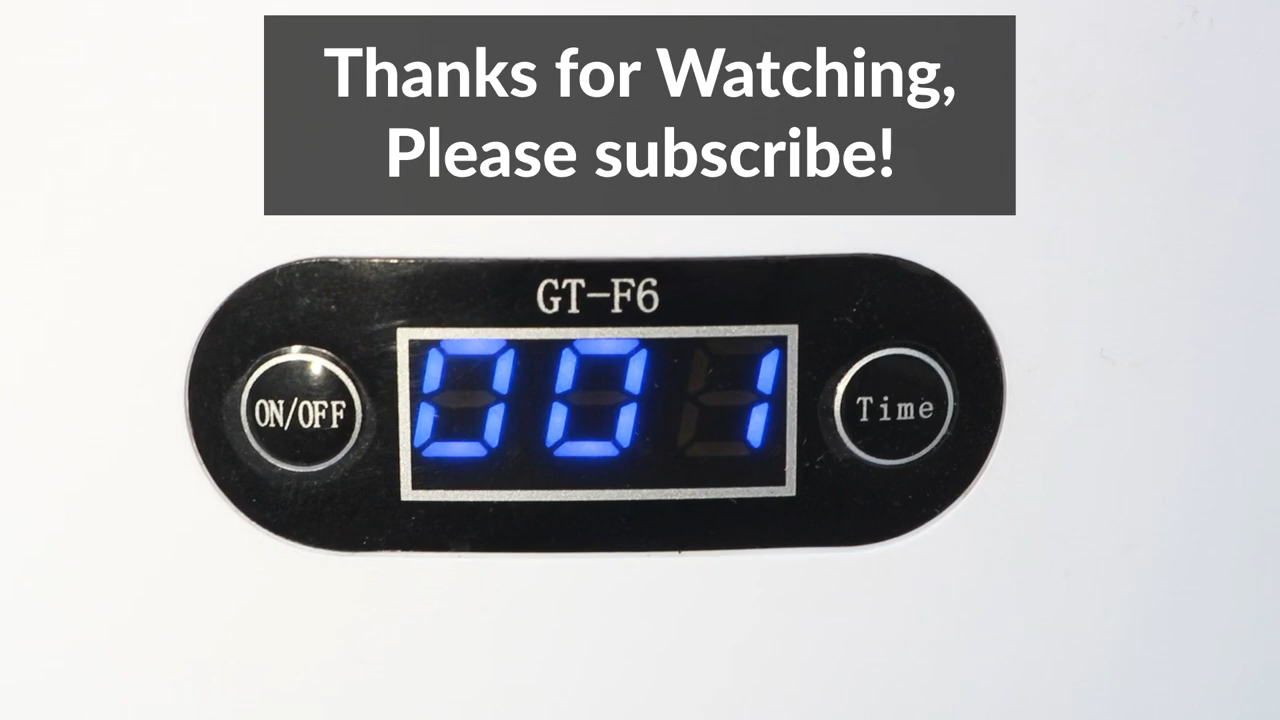 Thanks for Watching,
Please subscribe!
GT-F6
ON/OFF
001
Time